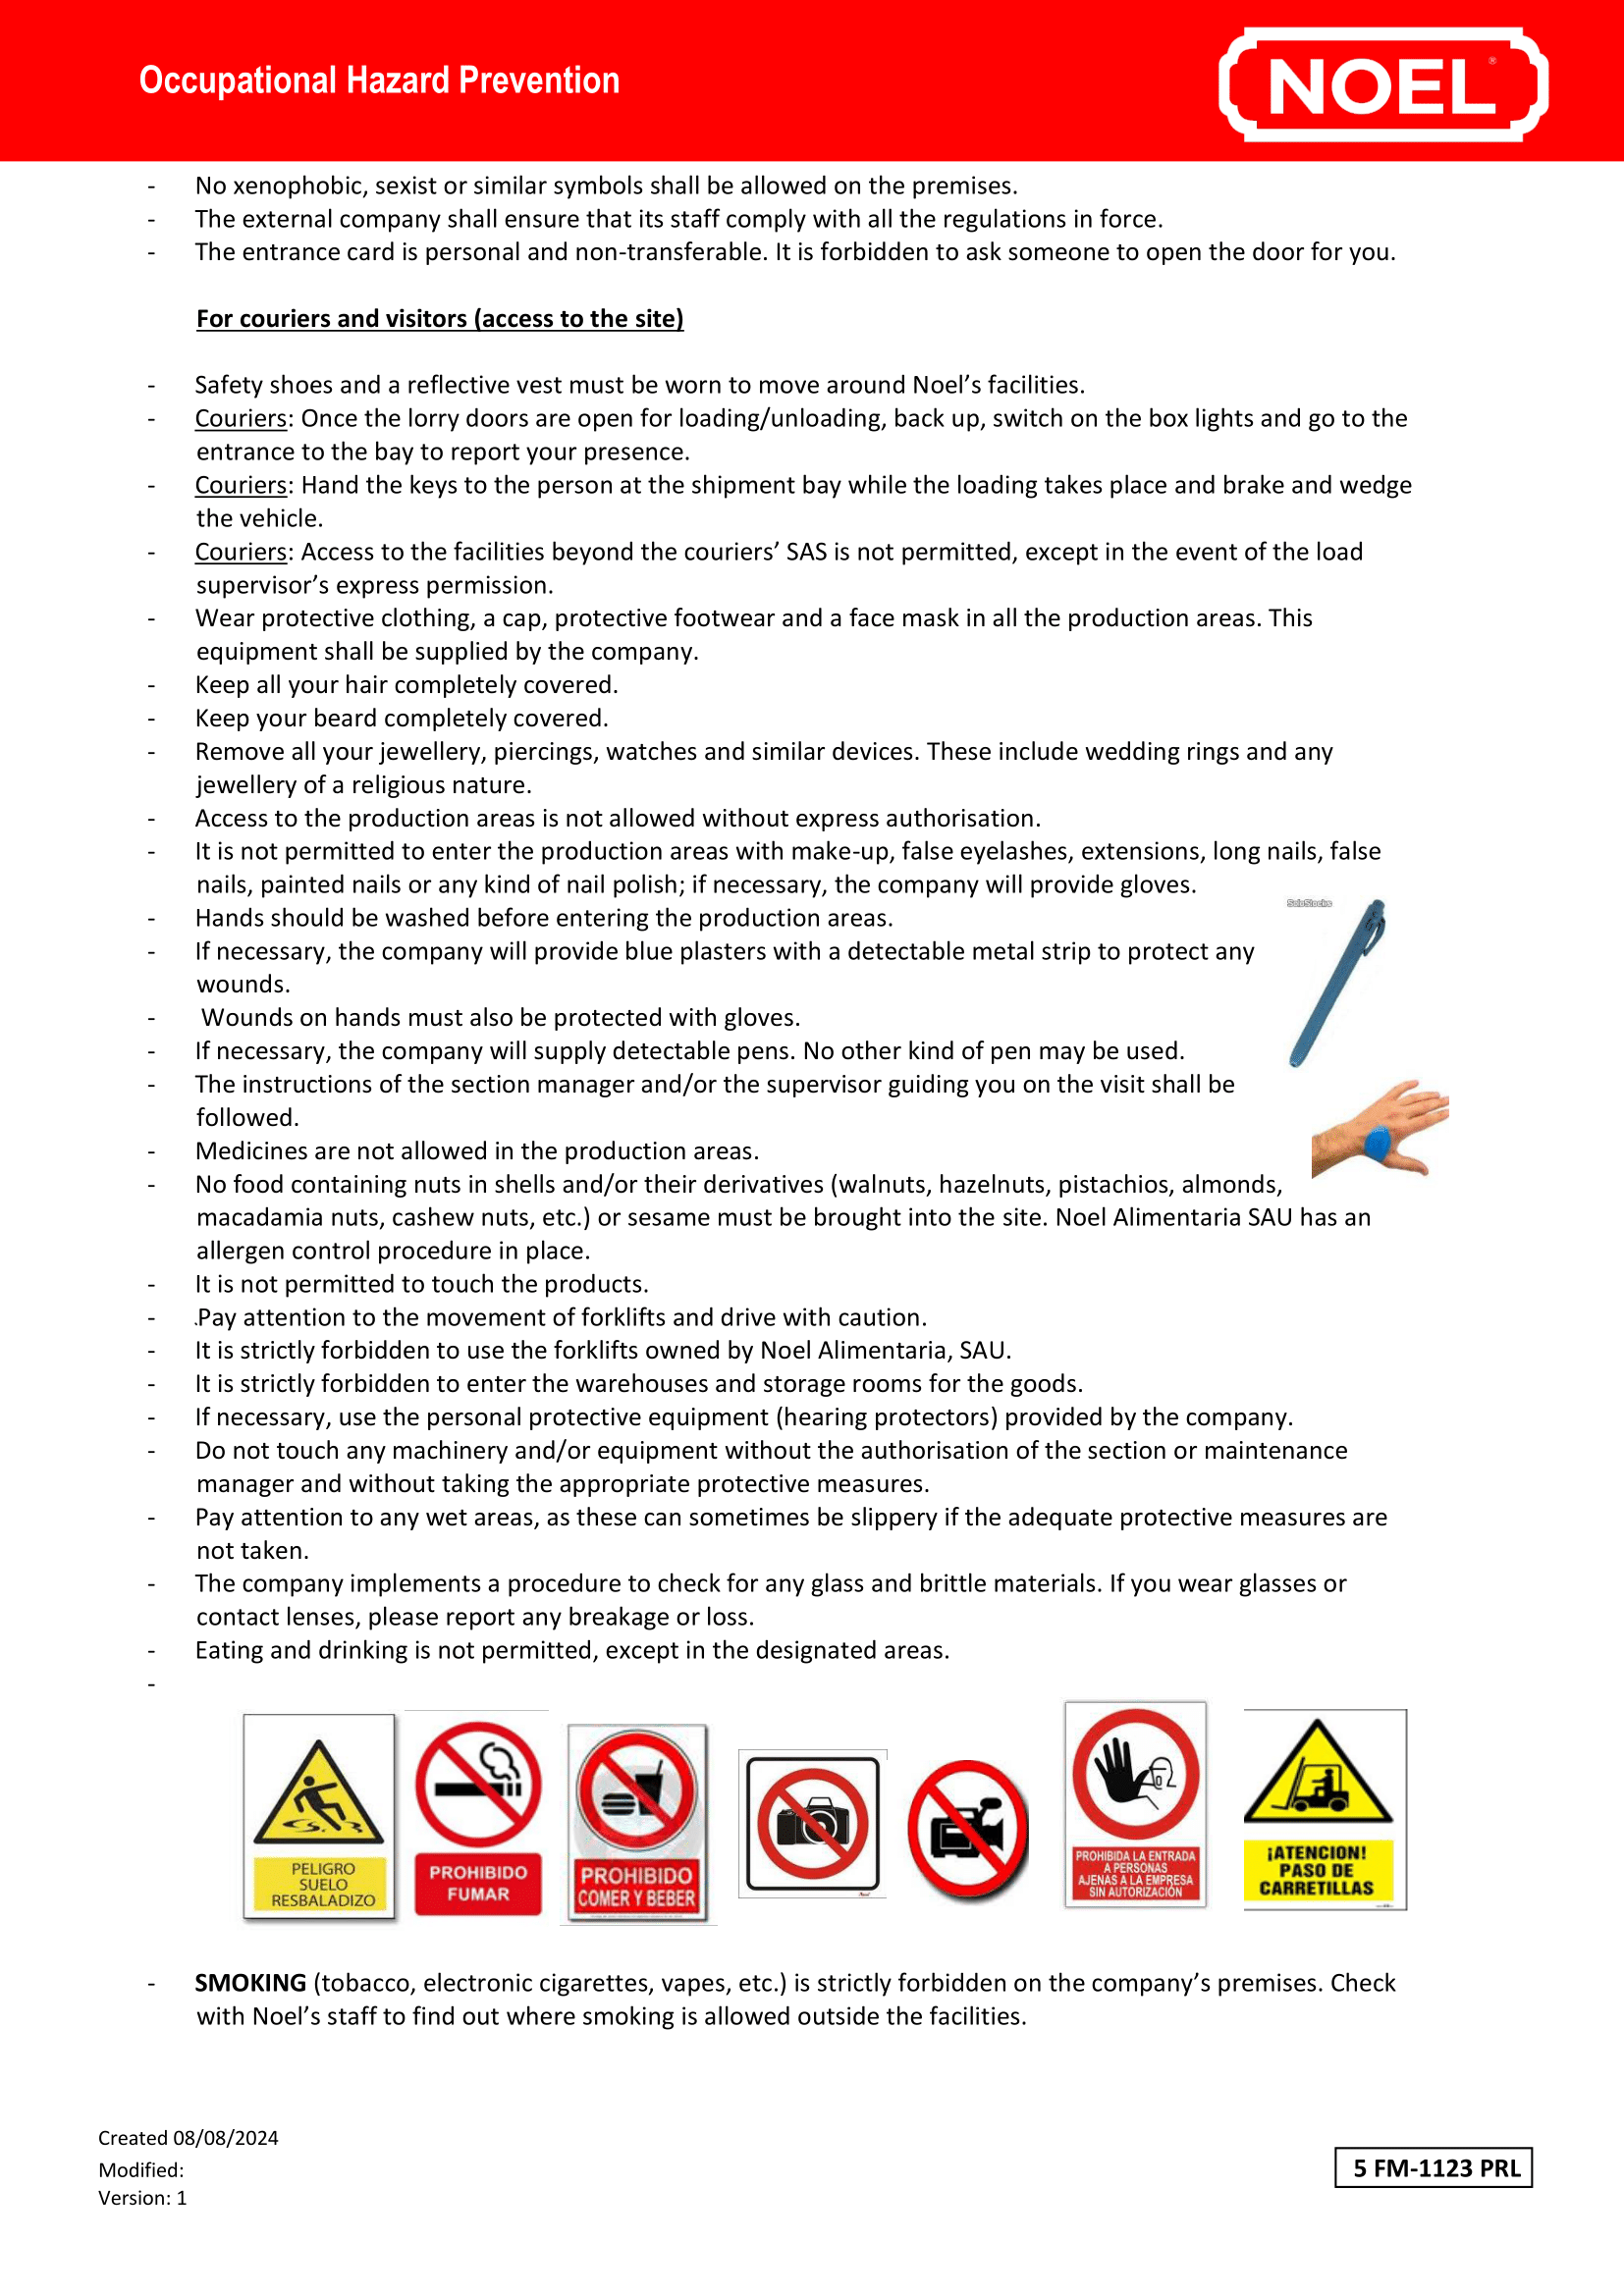 Occupational Hazard Prevention
NOEL®
- No xenophobic, sexist or similar symbols shall be allowed on the premises.
- The external company shall ensure that its staff comply with all the regulations in force.
- The entrance card is personal and non-transferable. It is forbidden to ask someone to open the door for you.
For couriers and visitors (access to the site)
- Safety shoes and a reflective vest must be worn to move around Noel’s facilities.
- Couriers: Once the lorry doors are open for loading/unloading, back up, switch on the box lights and go to the
entrance to the bay to report your presence.
- Couriers: Hand the keys to the person at the shipment bay while the loading takes place and brake and wedge
the vehicle.
- Couriers: Access to the facilities beyond the couriers’ SAS is not permitted, except in the event of the load
supervisor’s express permission.
- Wear protective clothing, a cap, protective footwear and a face mask in all the production areas. This
equipment shall be supplied by the company.
- Keep all your hair completely covered.
- Keep your beard completely covered.
- Remove all your jewellery, piercings, watches and similar devices. These include wedding rings and any
jewellery of a religious nature.
- Access to the production areas is not allowed without express authorisation.
- It is not permitted to enter the production areas with make-up, false eyelashes, extensions, long nails, false
nails, painted nails or any kind of nail polish; if necessary, the company will provide gloves.
SoloStocks
- Hands should be washed before entering the production areas.
- If necessary, the company will provide blue plasters with a detectable metal strip to protect any
wounds.
- Wounds on hands must also be protected with gloves.
- If necessary, the company will supply detectable pens. No other kind of pen may be used.
- The instructions of the section manager and/or the supervisor guiding you on the visit shall be
followed.
- Medicines are not allowed in the production areas.
- No food containing nuts in shells and/or their derivatives (walnuts, hazelnuts, pistachios, almonds,
macadamia nuts, cashew nuts, etc.) or sesame must be brought into the site. Noel Alimentaria SAU has an
allergen control procedure in place.
- It is not permitted to touch the products.
- .Pay attention to the movement of forklifts and drive with caution.
- It is strictly forbidden to use the forklifts owned by Noel Alimentaria, SAU.
- It is strictly forbidden to enter the warehouses and storage rooms for the goods.
- If necessary, use the personal protective equipment (hearing protectors) provided by the company.
- Do not touch any machinery and/or equipment without the authorisation of the section or maintenance
manager and without taking the appropriate protective measures.
- Pay attention to any wet areas, as these can sometimes be slippery if the adequate protective measures are
not taken.
- The company implements a procedure to check for any glass and brittle materials. If you wear glasses or
contact lenses, please report any breakage or loss.
- Eating and drinking is not permitted, except in the designated areas.
-
PELIGRO
SUELO
RESBALADIZO
PROHIBIDO
FUMAR
PROHIBIDO
COMER Y BEBER
PROHIBIDA LA ENTRADA
A PERSONAS
AJENAS A LA EMPRESA
SIN AUTORIZACIÓN
¡ATENCION!
PASO DE
CARRETILLAS
- SMOKING (tobacco, electronic cigarettes, vapes, etc.) is strictly forbidden on the company’s premises. Check
with Noel’s staff to find out where smoking is allowed outside the facilities.
Created 08/08/2024
Modified:
Version: 1
5 FM-1123 PRL